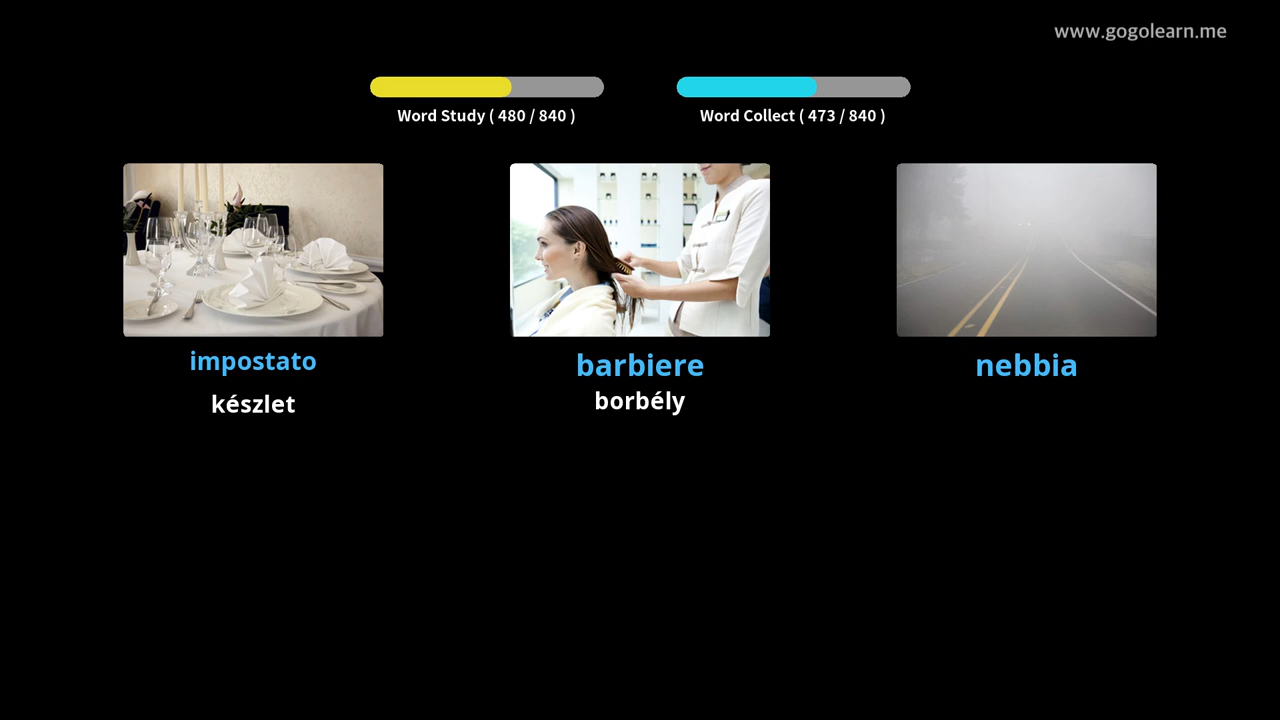 www.gogolearn.me
Word Study ( 480 / 840 )
Word Collect ( 473 / 840 )
impostato
készlet
barbiere
borbély
nebbia